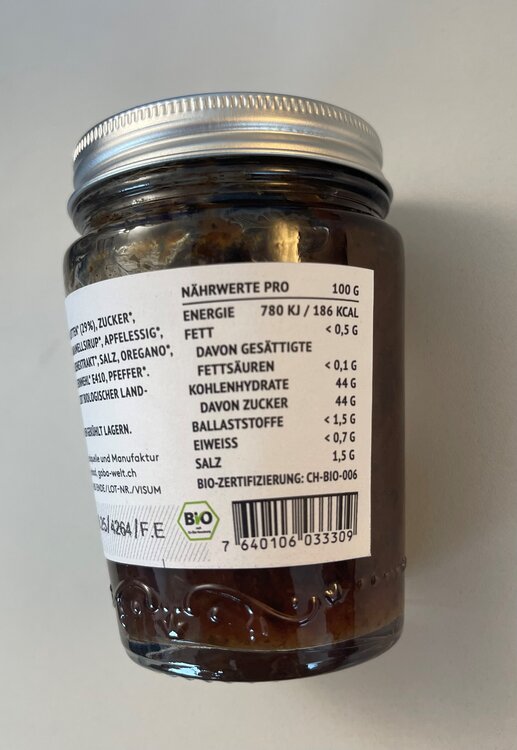 (29%), ZUCKER*,
APFELESSIG*,
SALZ, OREGANO*,
E410, PFEFFER*.
BIOLOGISCHER LAND-
LAGERN.
und Manufaktur
goba-welt.ch
/LOT-NR./VISUM
/4264/F.E
NÄHRWERTE PRO 100 G
ENERGIE 780 KJ / 186 KCAL
FETT < 0,5 G
DAVON GESÄTTIGTE
FETTSÄUREN < 0,1 G
KOHLENHYDRATE 44 G
DAVON ZUCKER 44 G
BALLASTSTOFFE < 1,5 G
EIWEISS < 0,7 G
SALZ 1,5 G
BIO-ZERTIFIZIERUNG: CH-BIO-006
BIO
7 640106 033309